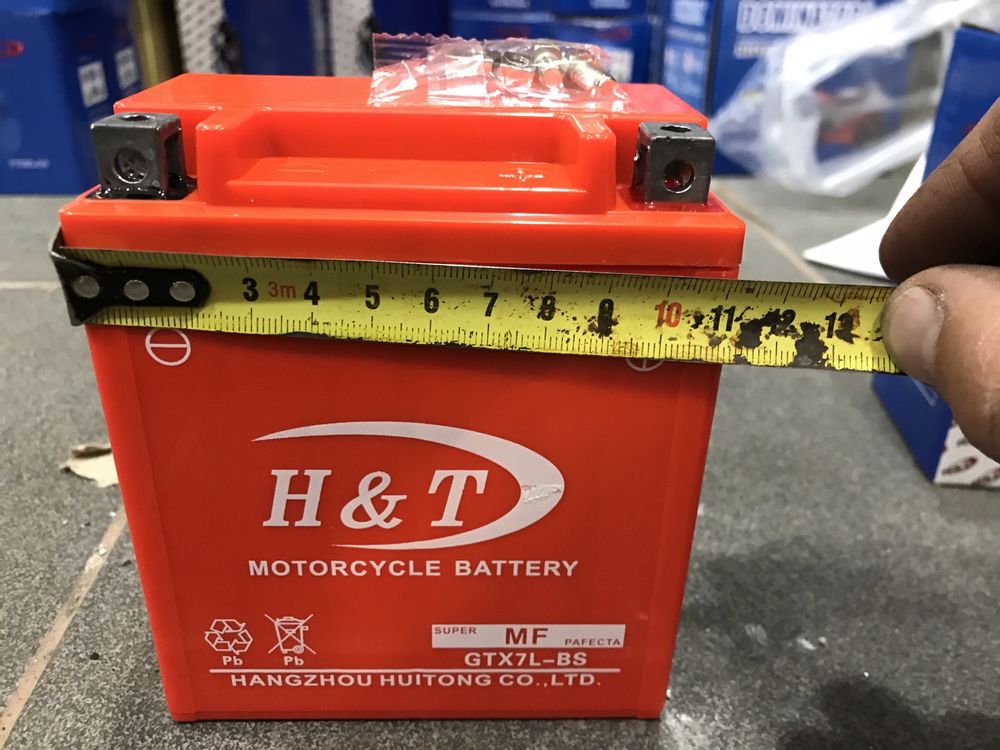 DOMINATOR
3 3m 4 5 6 7 8 9 10 11 12 13
H&T
MOTORCYCLE BATTERY
SUPER MF PAFECTA
Pb Pb
GTX7L-BS
HANGZHOU HUITONG CO.,LTD.
H&T